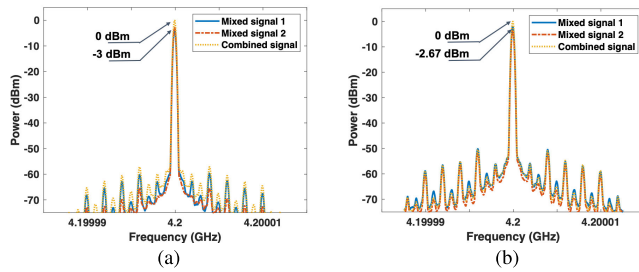 0
-10
-20
-30
-40
-50
-60
-70
Power (dBm)
0 dBm
-3 dBm
Mixed signal 1
Mixed signal 2
Combined signal
4.19999
4.2
4.20001
Frequency (GHz)
(a)
0
-10
-20
-30
-40
-50
-60
-70
Power (dBm)
0 dBm
-2.67 dBm
Mixed signal 1
Mixed signal 2
Combined signal
4.19999
4.2
4.20001
Frequency (GHz)
(b)